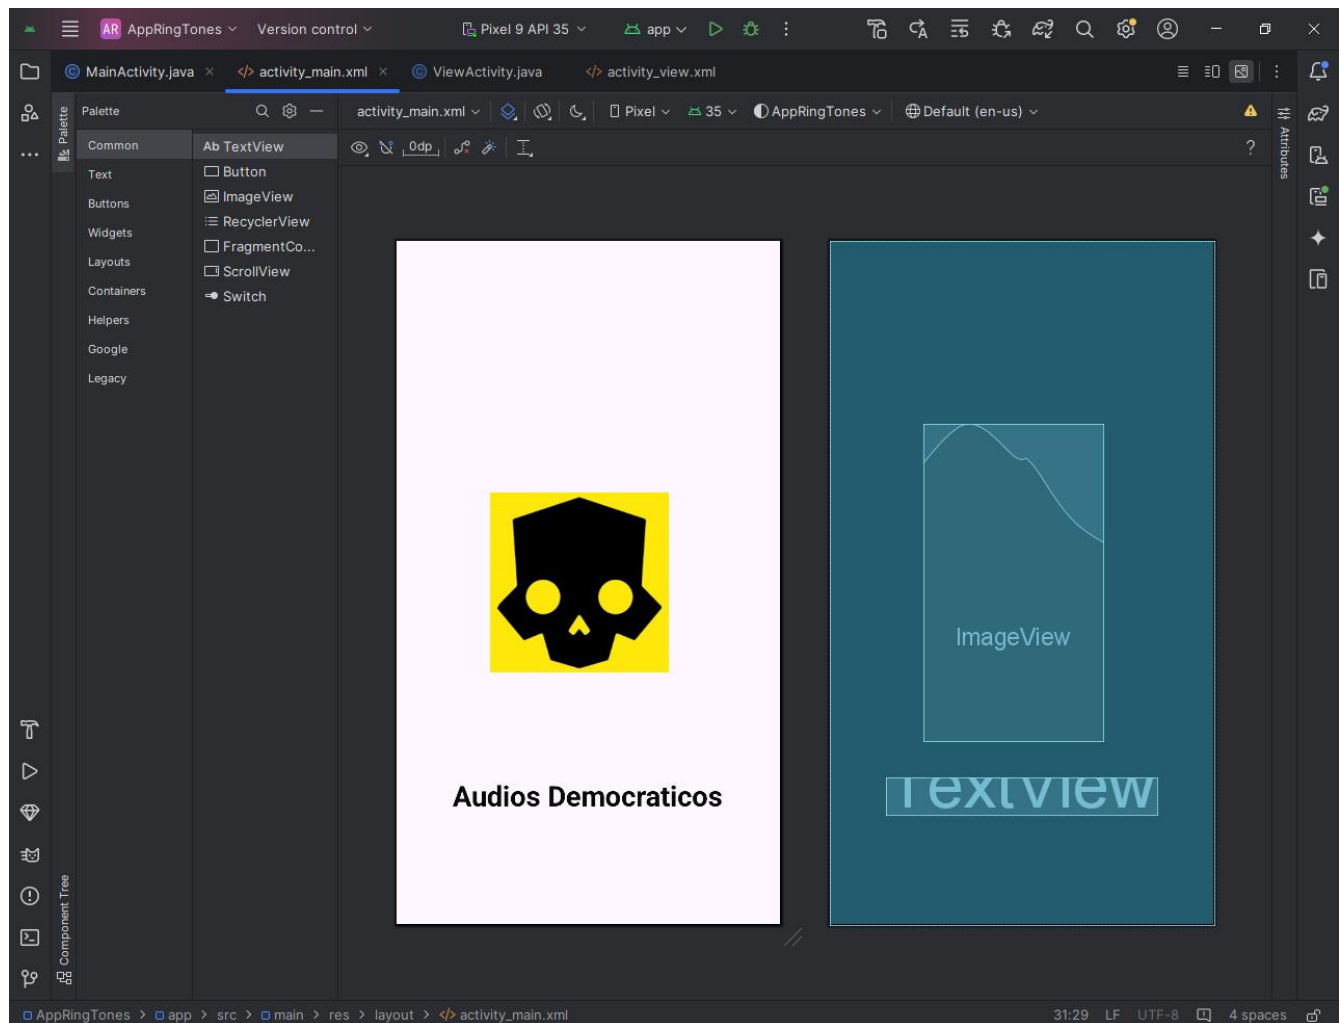 AR AppRingTones Version control Pixel 9 API 35 app
MainActivity.java activity_main.xml ViewActivity.java activity_view.xml
Palette activity_main.xml Pixel 35 AppRingTones Default (en-us)
Palette
Attributes
Common
Text
Buttons
Widgets
Layouts
Containers
Helpers
Google
Legacy
Ab TextView
Button
ImageView
RecyclerView
FragmentCo...
ScrollView
Switch
0dp
?
Audios Democraticos
ImageView
TextView
Component Tree
AppRingTones > app > src > main > res > layout > activity_main.xml 31:29 LF UTF-8 4 spaces